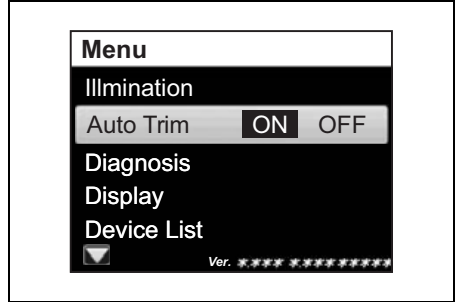 Menu
Illmination
Auto Trim ON OFF
Diagnosis
Display
Device List
Ver. *.*** *.*********